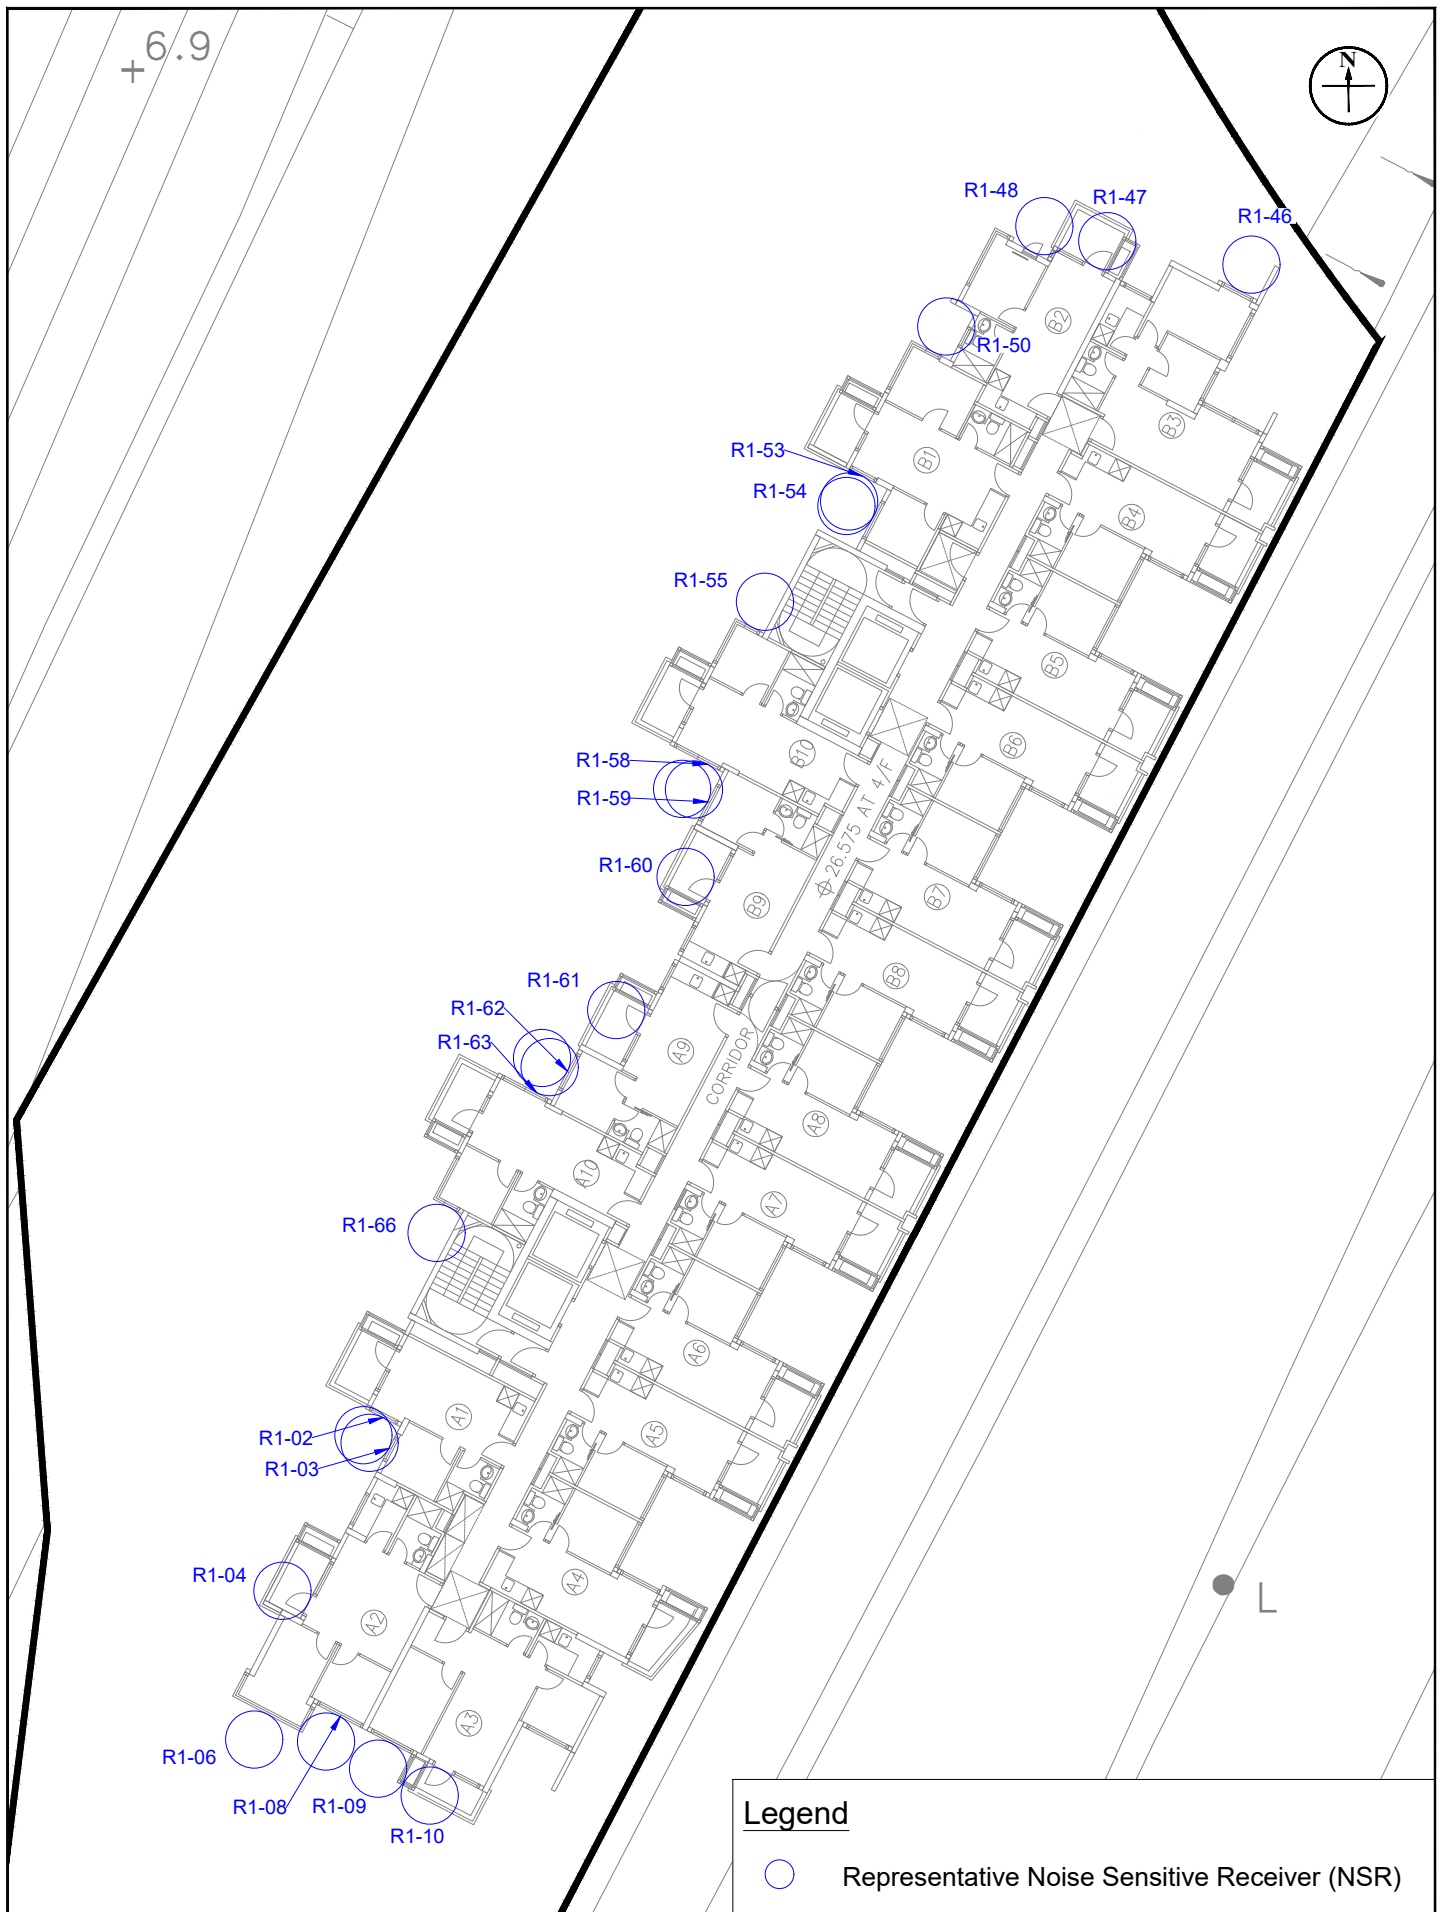 6.9
N
R1-48
R1-47
R1-46
B2
R1-50
B3
R1-53
B1
R1-54
B4
R1-55
B5
B6
R1-58
B10
R1-59
26.575 AT 4/F
R1-60
B7
B9
B8
R1-61
R1-62
R1-63
A9
CORRIDOR
A8
A10
A7
R1-66
A6
A1
R1-02
A5
R1-03
R1-04
A4
L
A2
A3
R1-06
R1-08
R1-09
R1-10
Legend
Representative Noise Sensitive Receiver (NSR)